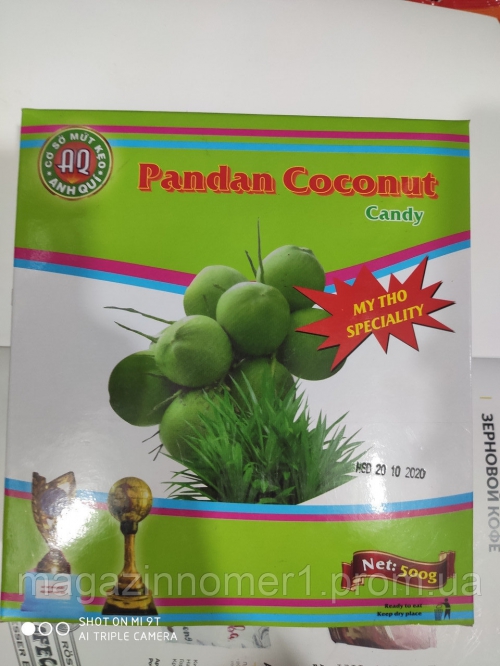 CƠ SỞ MỨT KẸO
AQ
ANH QUÍ
Pandan Coconut
Candy
MY THO
SPECIALITY
HSD 20 10 2020
ЗЕРНОВОЙ КОФЕ
Net: 500g
Ready to eat
Keep dry place
magazinnomer1.prom.ua
SHOT ON MI 9T
AI TRIPLE CAMERA